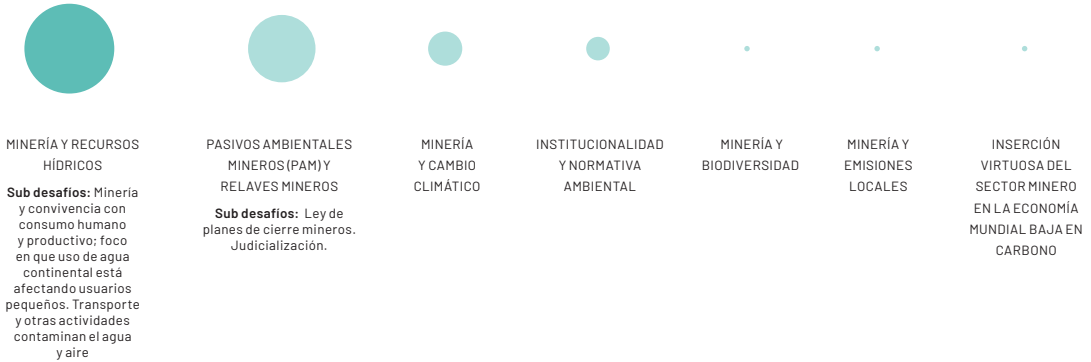 MINERÍA Y RECURSOS
HÍDRICOS
Sub desafíos: Minería
y convivencia con
consumo humano
y productivo; foco
en que uso de agua
continental está
afectando usuarios
pequeños. Transporte
y otras actividades
contaminan el agua
y aire
PASIVOS AMBIENTALES
MINEROS (PAM) Y
RELAVES MINEROS
Sub desafíos: Ley de
planes de cierre mineros.
Judicialización.
MINERÍA
Y CAMBIO
CLIMÁTICO
INSTITUCIONALIDAD
Y NORMATIVA
AMBIENTAL
MINERÍA Y
BIODIVERSIDAD
MINERÍA Y
EMISIONES
LOCALES
INSERCIÓN
VIRTUOSA DEL
SECTOR MINERO
EN LA ECONOMÍA
MUNDIAL BAJA EN
CARBONO